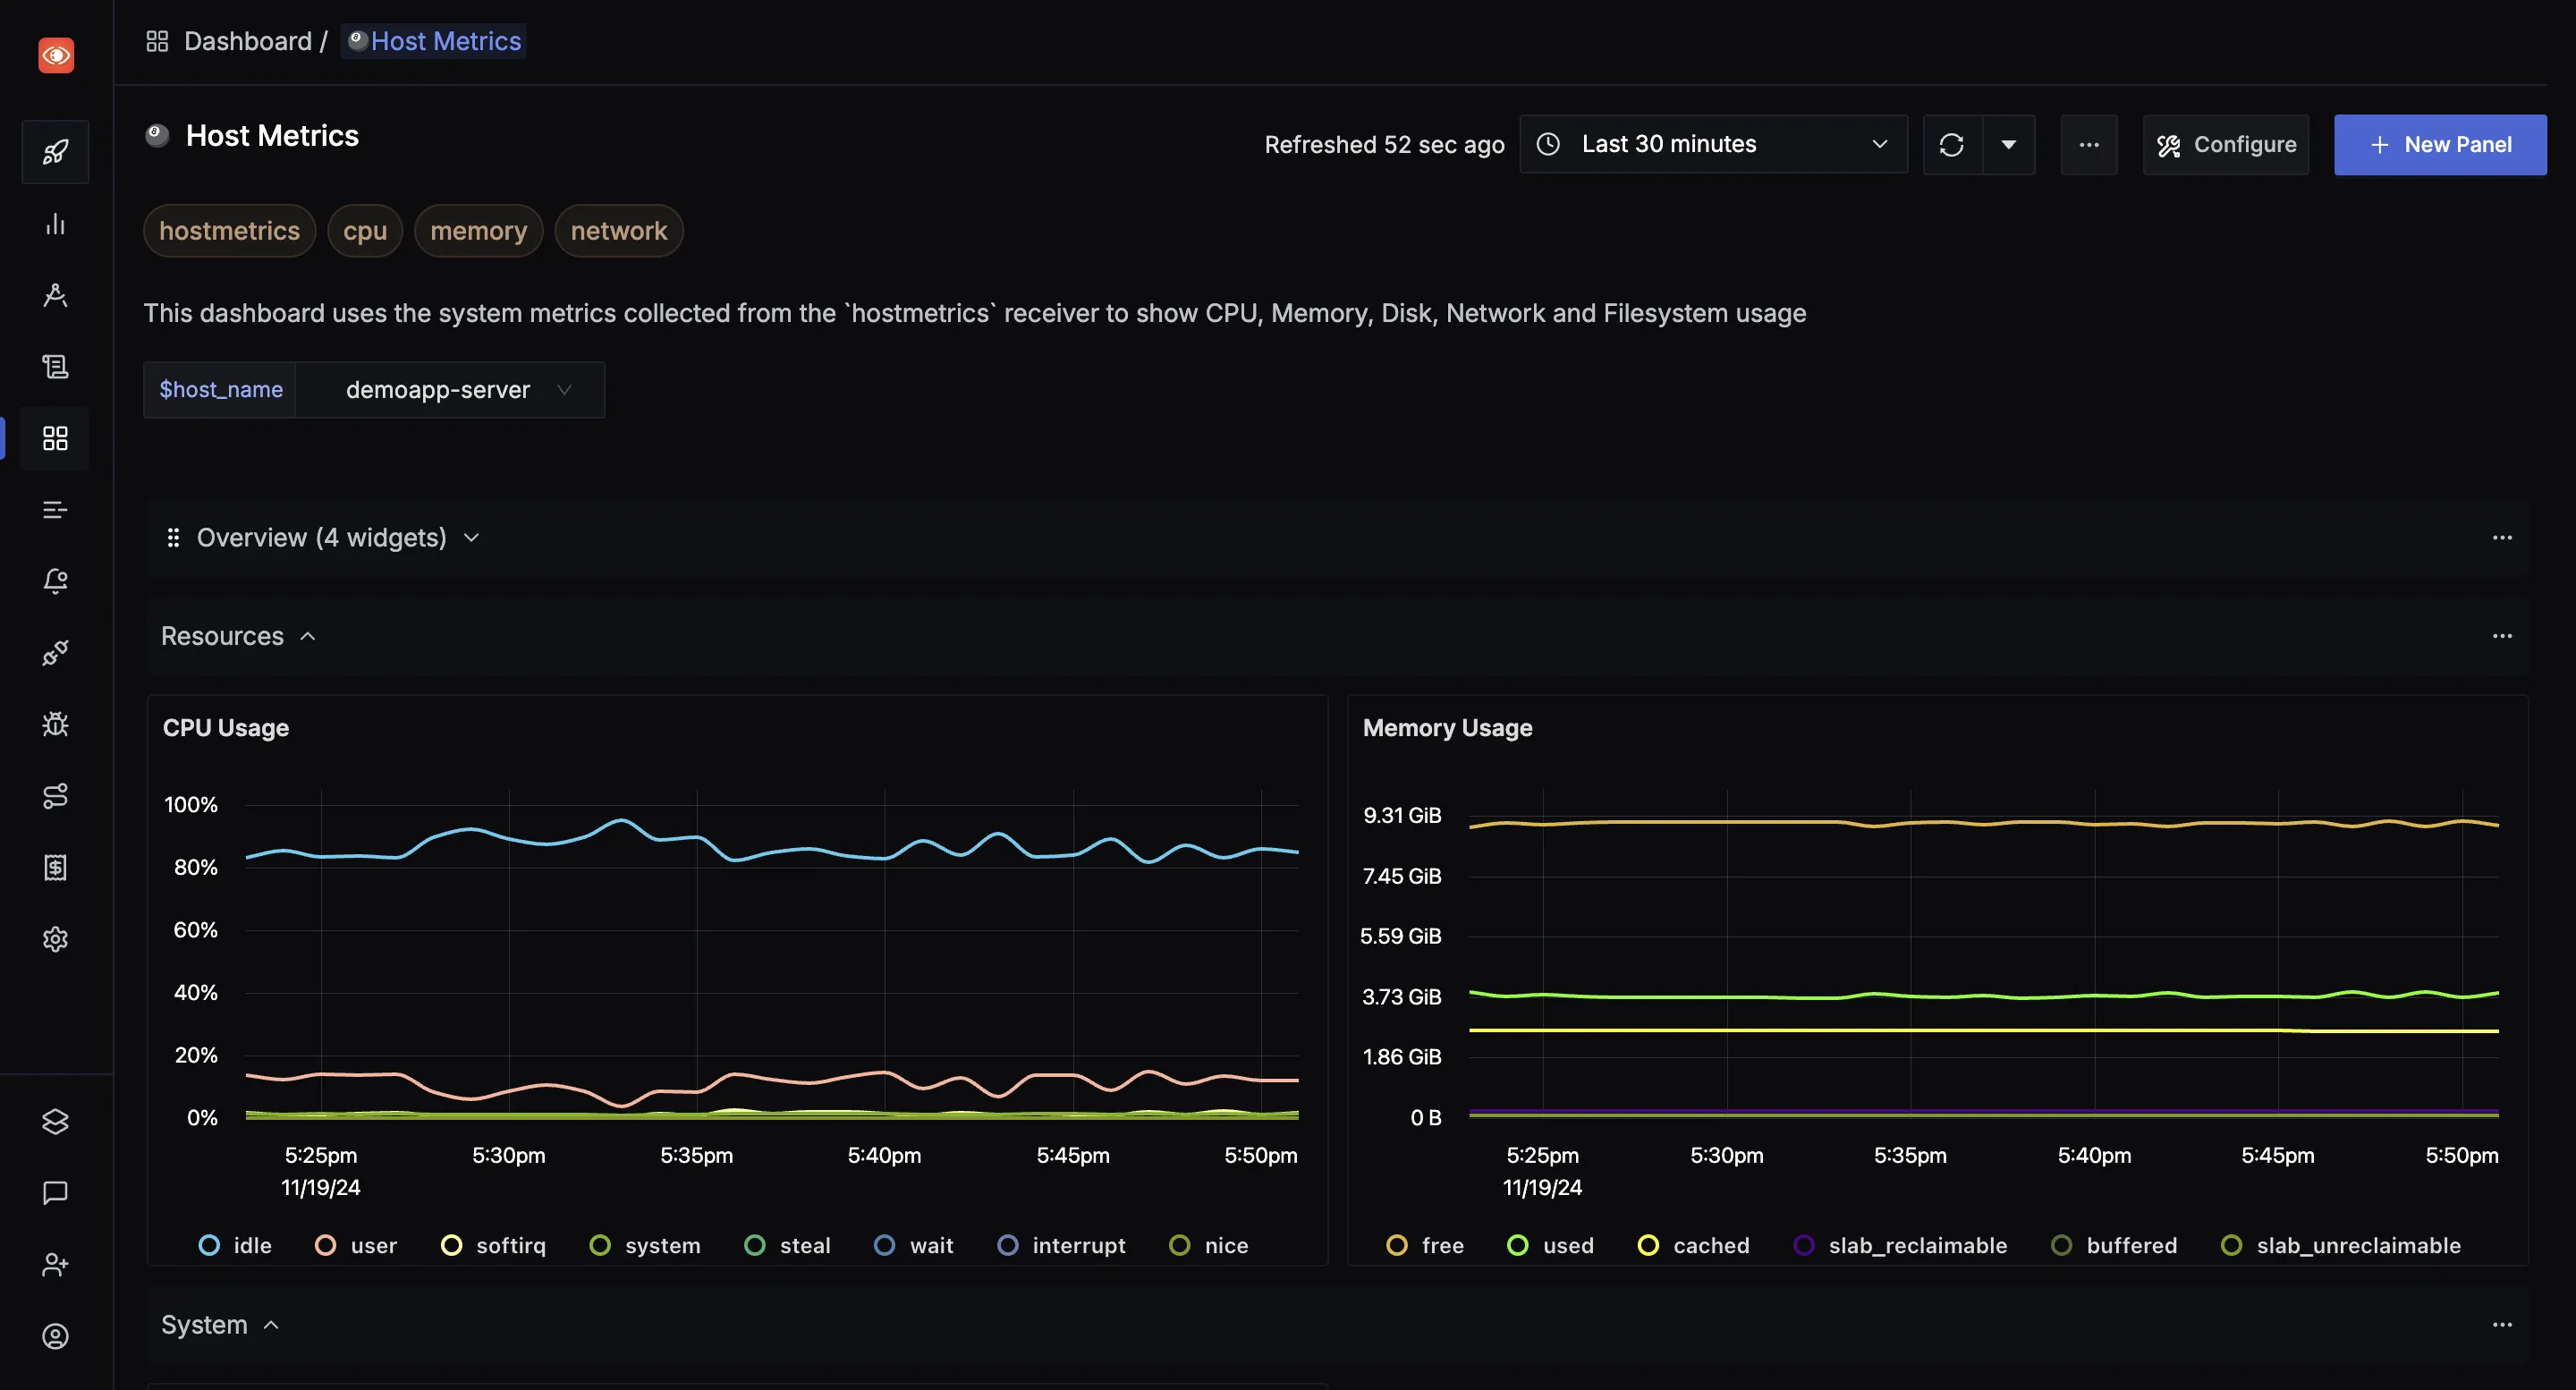 Dashboard / Host Metrics
Host Metrics
Refreshed 52 sec ago
Last 30 minutes
Configure
+ New Panel
hostmetrics cpu memory network
This dashboard uses the system metrics collected from the `hostmetrics` receiver to show CPU, Memory, Disk, Network and Filesystem usage
$host_name demoapp-server
Overview (4 widgets)
Resources
CPU Usage
100%
80%
60%
40%
20%
0%
5:25pm 5:30pm 5:35pm 5:40pm 5:45pm 5:50pm
11/19/24
idle user softirq system steal wait interrupt nice
Memory Usage
9.31 GiB
7.45 GiB
5.59 GiB
3.73 GiB
1.86 GiB
0 B
5:25pm 5:30pm 5:35pm 5:40pm 5:45pm 5:50pm
11/19/24
free used cached slab_reclaimable buffered slab_unreclaimable
System